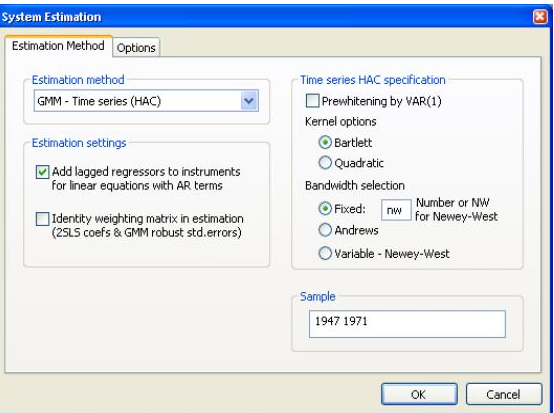 System Estimation
Estimation Method
Options
Estimation method
GMM - Time series (HAC)
Estimation settings
Add lagged regressors to instruments
for linear equations with AR terms
Identity weighting matrix in estimation
(2SLS coefs & GMM robust std.errors)
Time series HAC specification
Prewhitening by VAR(1)
Kernel options
Bartlett
Quadratic
Bandwidth selection
Fixed: nw Number or NW
for Newey-West
Andrews
Variable - Newey-West
Sample
1947 1971
OK
Cancel